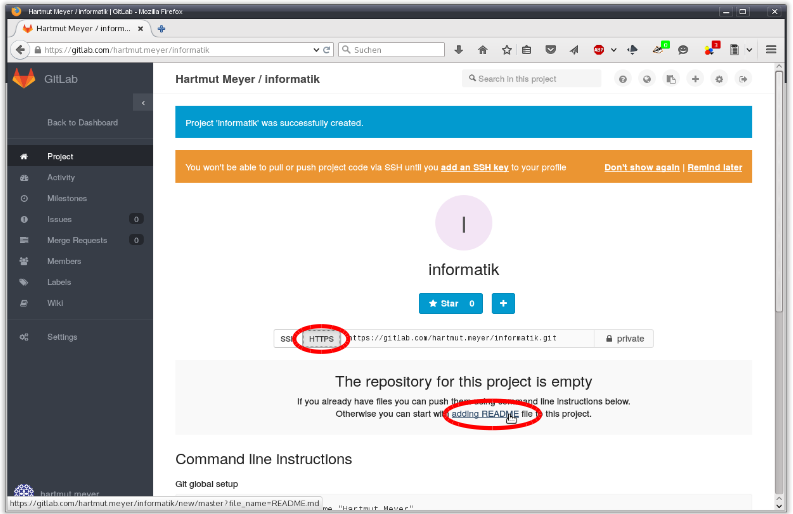 Hartmut Meyer / informatik | GitLab - Mozilla Firefox
Hartmut Meyer / inform...
https://gitlab.com/hartmut.meyer/informatik
Suchen
0
3
GitLab
Hartmut Meyer / informatik
Search in this project
Back to Dashboard
Project
Activity
Milestones
Issues 0
Merge Requests 0
Members
Labels
Wiki
Settings
hartmut.meyer
Project 'Informatik' was successfully created.
You won't be able to pull or push project code via SSH until you add an SSH key to your profile
Don't show again | Remind later
I
informatik
Star 0
HTTPS https://gitlab.com/hartmut.meyer/informatik.git private
The repository for this project is empty
If you already have files you can push them using command line instructions below.
Otherwise you can start with adding README file to this project.
Command line instructions
Git global setup
"Hartmut Meyer"
https://gitlab.com/hartmut.meyer/informatik/new/master?file_name=README.md